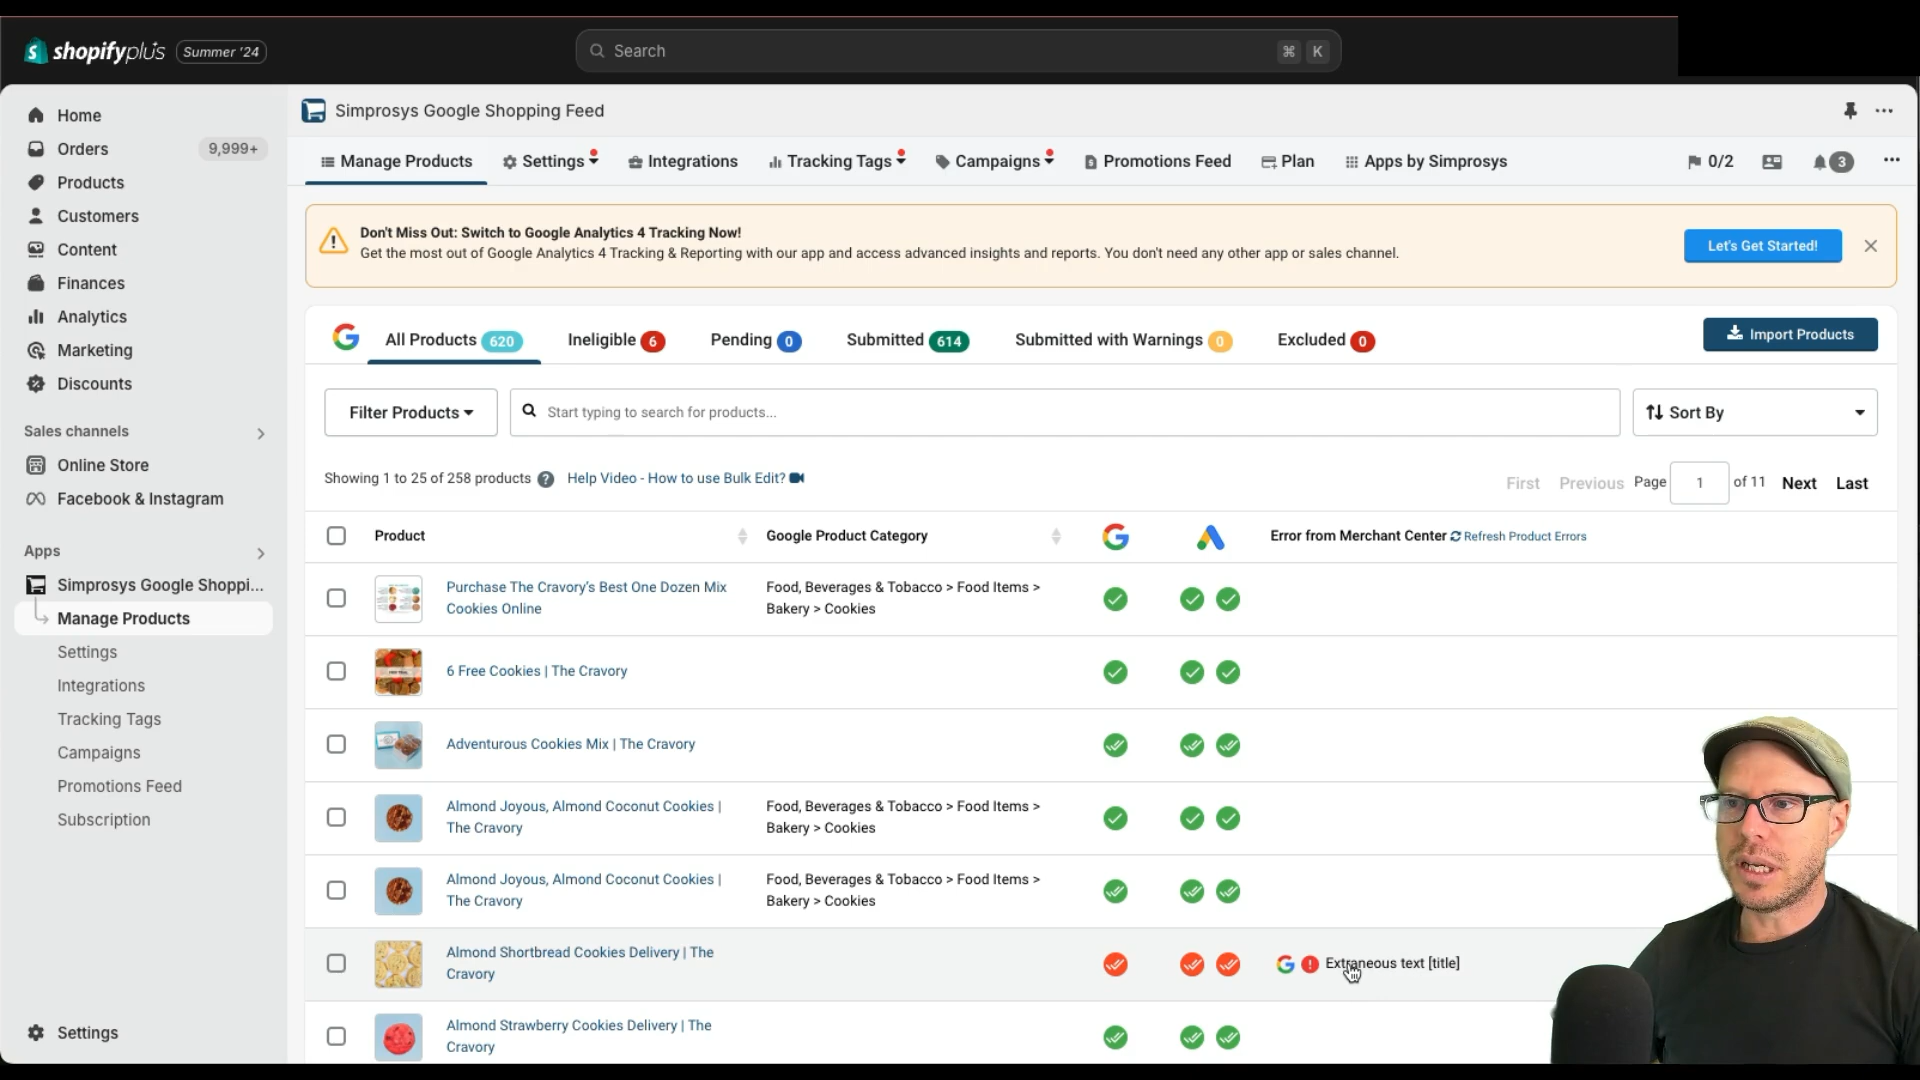 shopifyplus Summer '24
Search
⌘ K
Home
Orders 9,999+
Products
Customers
Content
Finances
Analytics
Marketing
Discounts
Sales channels
Online Store
Facebook & Instagram
Apps
Simprosys Google Shoppi...
Manage Products
Settings
Integrations
Tracking Tags
Campaigns
Promotions Feed
Subscription
Settings
Simprosys Google Shopping Feed
Manage Products Settings Integrations Tracking Tags Campaigns Promotions Feed Plan Apps by Simprosys 0/2 3
Don't Miss Out: Switch to Google Analytics 4 Tracking Now!
Get the most out of Google Analytics 4 Tracking & Reporting with our app and access advanced insights and reports. You don't need any other app or sales channel.
Let's Get Started!
All Products 620 Ineligible 6 Pending 0 Submitted 614 Submitted with Warnings 0 Excluded 0
Import Products
Filter Products
Start typing to search for products...
Sort By
Showing 1 to 25 of 258 products ? Help Video - How to use Bulk Edit?
First Previous Page 1 of 11 Next Last
Product Google Product Category Error from Merchant Center Refresh Product Errors
Purchase The Cravory's Best One Dozen Mix
Cookies Online
Food, Beverages & Tobacco > Food Items >
Bakery > Cookies
6 Free Cookies | The Cravory
Adventurous Cookies Mix | The Cravory
Almond Joyous, Almond Coconut Cookies |
The Cravory
Food, Beverages & Tobacco > Food Items >
Bakery > Cookies
Almond Joyous, Almond Coconut Cookies |
The Cravory
Food, Beverages & Tobacco > Food Items >
Bakery > Cookies
Almond Shortbread Cookies Delivery | The
Cravory
Extraneous text [title]
Almond Strawberry Cookies Delivery | The
Cravory